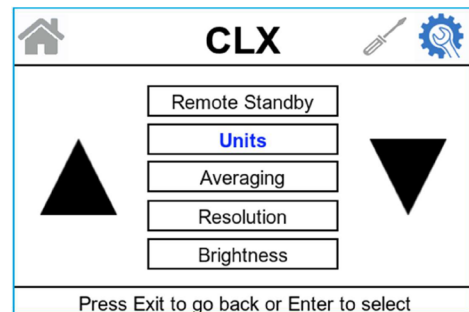 CLX
Remote Standby
Units
Averaging
Resolution
Brightness
Press Exit to go back or Enter to select